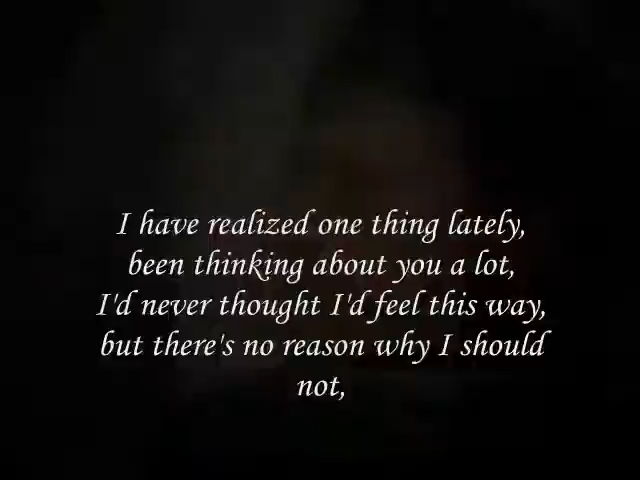 I have realized one thing lately,
been thinking about you a lot,
I'd never thought I'd feel this way,
but there's no reason why I should
not,